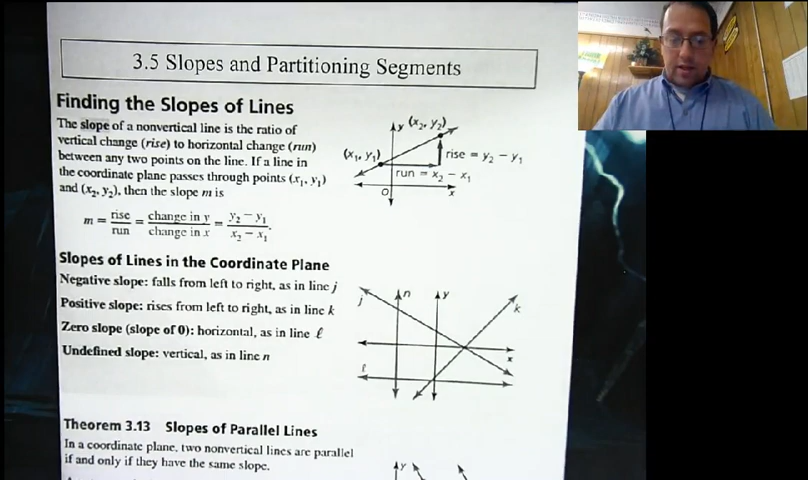 3.5 Slopes and Partitioning Segments
Finding the Slopes of Lines
The slope of a nonvertical line is the ratio of
vertical change (rise) to horizontal change (run)
between any two points on the line. If a line in
the coordinate plane passes through points (x₁, y₁)
and (x₂, y₂), then the slope m is
m = rise/run = change in y/change in x = y₂ − y₁/x₂ − x₁.
y
(x₂, y₂)
(x₁, y₁)
rise = y₂ − y₁
run = x₂ − x₁
O
x
Slopes of Lines in the Coordinate Plane
Negative slope: falls from left to right, as in line j
Positive slope: rises from left to right, as in line k
Zero slope (slope of 0): horizontal, as in line ℓ
Undefined slope: vertical, as in line n
j
n
y
k
x
ℓ
Theorem 3.13 Slopes of Parallel Lines
In a coordinate plane, two nonvertical lines are parallel
if and only if they have the same slope.
y